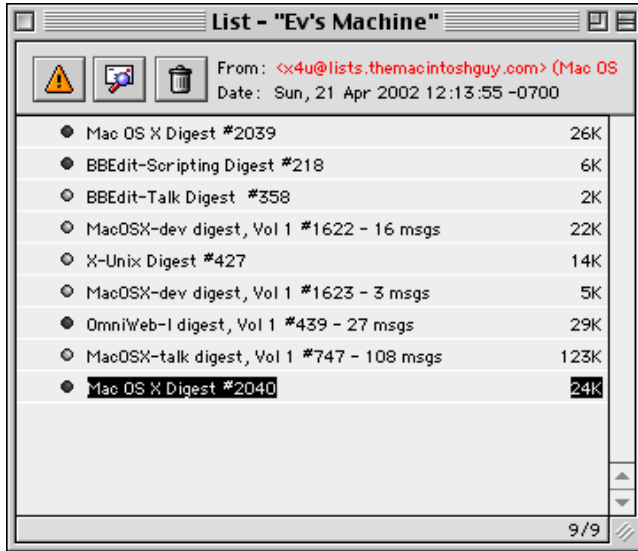 List - "Ev's Machine"
From: <x4u@lists.themacintoshguy.com> (Mac OS
Date: Sun, 21 Apr 2002 12:13:55 -0700
Mac OS X Digest #2039 26K
BBEdit-Scripting Digest #218 6K
BBEdit-Talk Digest #358 2K
MacOSX-dev digest, Vol 1 #1622 - 16 msgs 22K
X-Unix Digest #427 14K
MacOSX-dev digest, Vol 1 #1623 - 3 msgs 5K
OmniWeb-l digest, Vol 1 #439 - 27 msgs 29K
MacOSX-talk digest, Vol 1 #747 - 108 msgs 123K
Mac OS X Digest #2040 24K
9/9